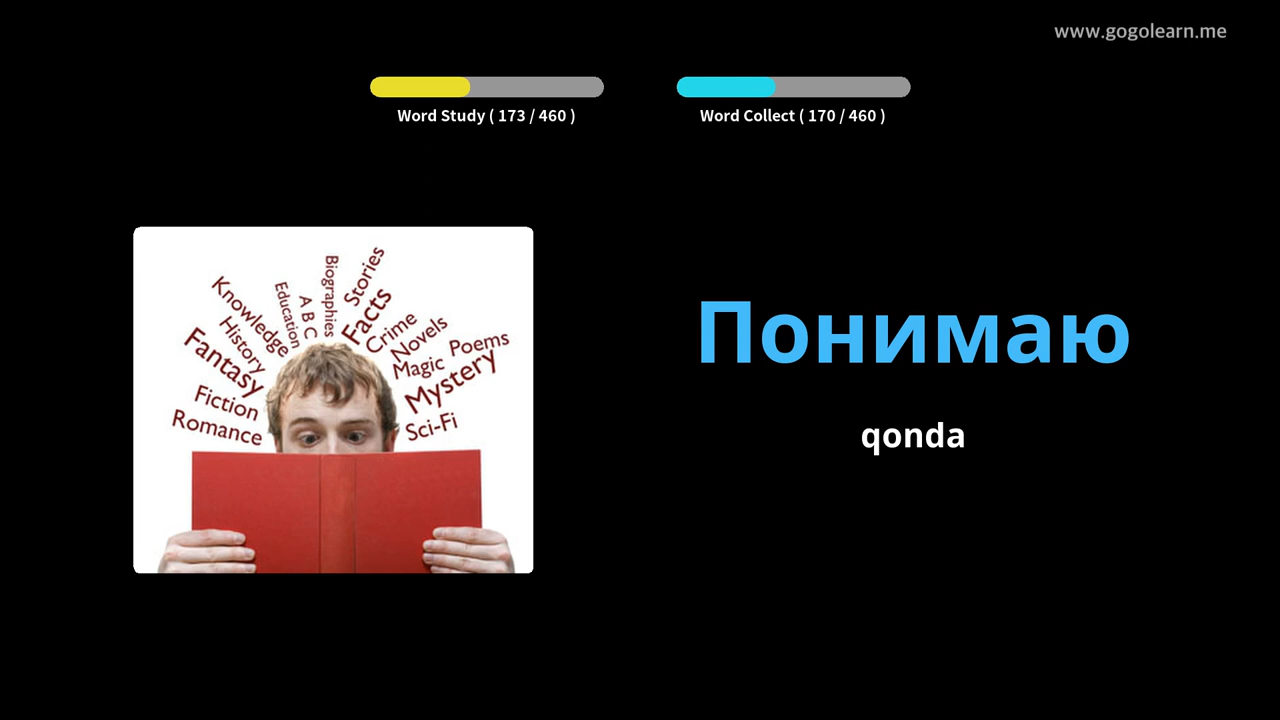 www.gogolearn.me
Word Study ( 173 / 460 )
Word Collect ( 170 / 460 )
Biographies
Stories
Knowledge
Education
A B C
Facts
Crime
History
Novels
Fantasy
Magic
Poems
Mystery
Fiction
Romance
Sci-Fi
Понимаю
qonda